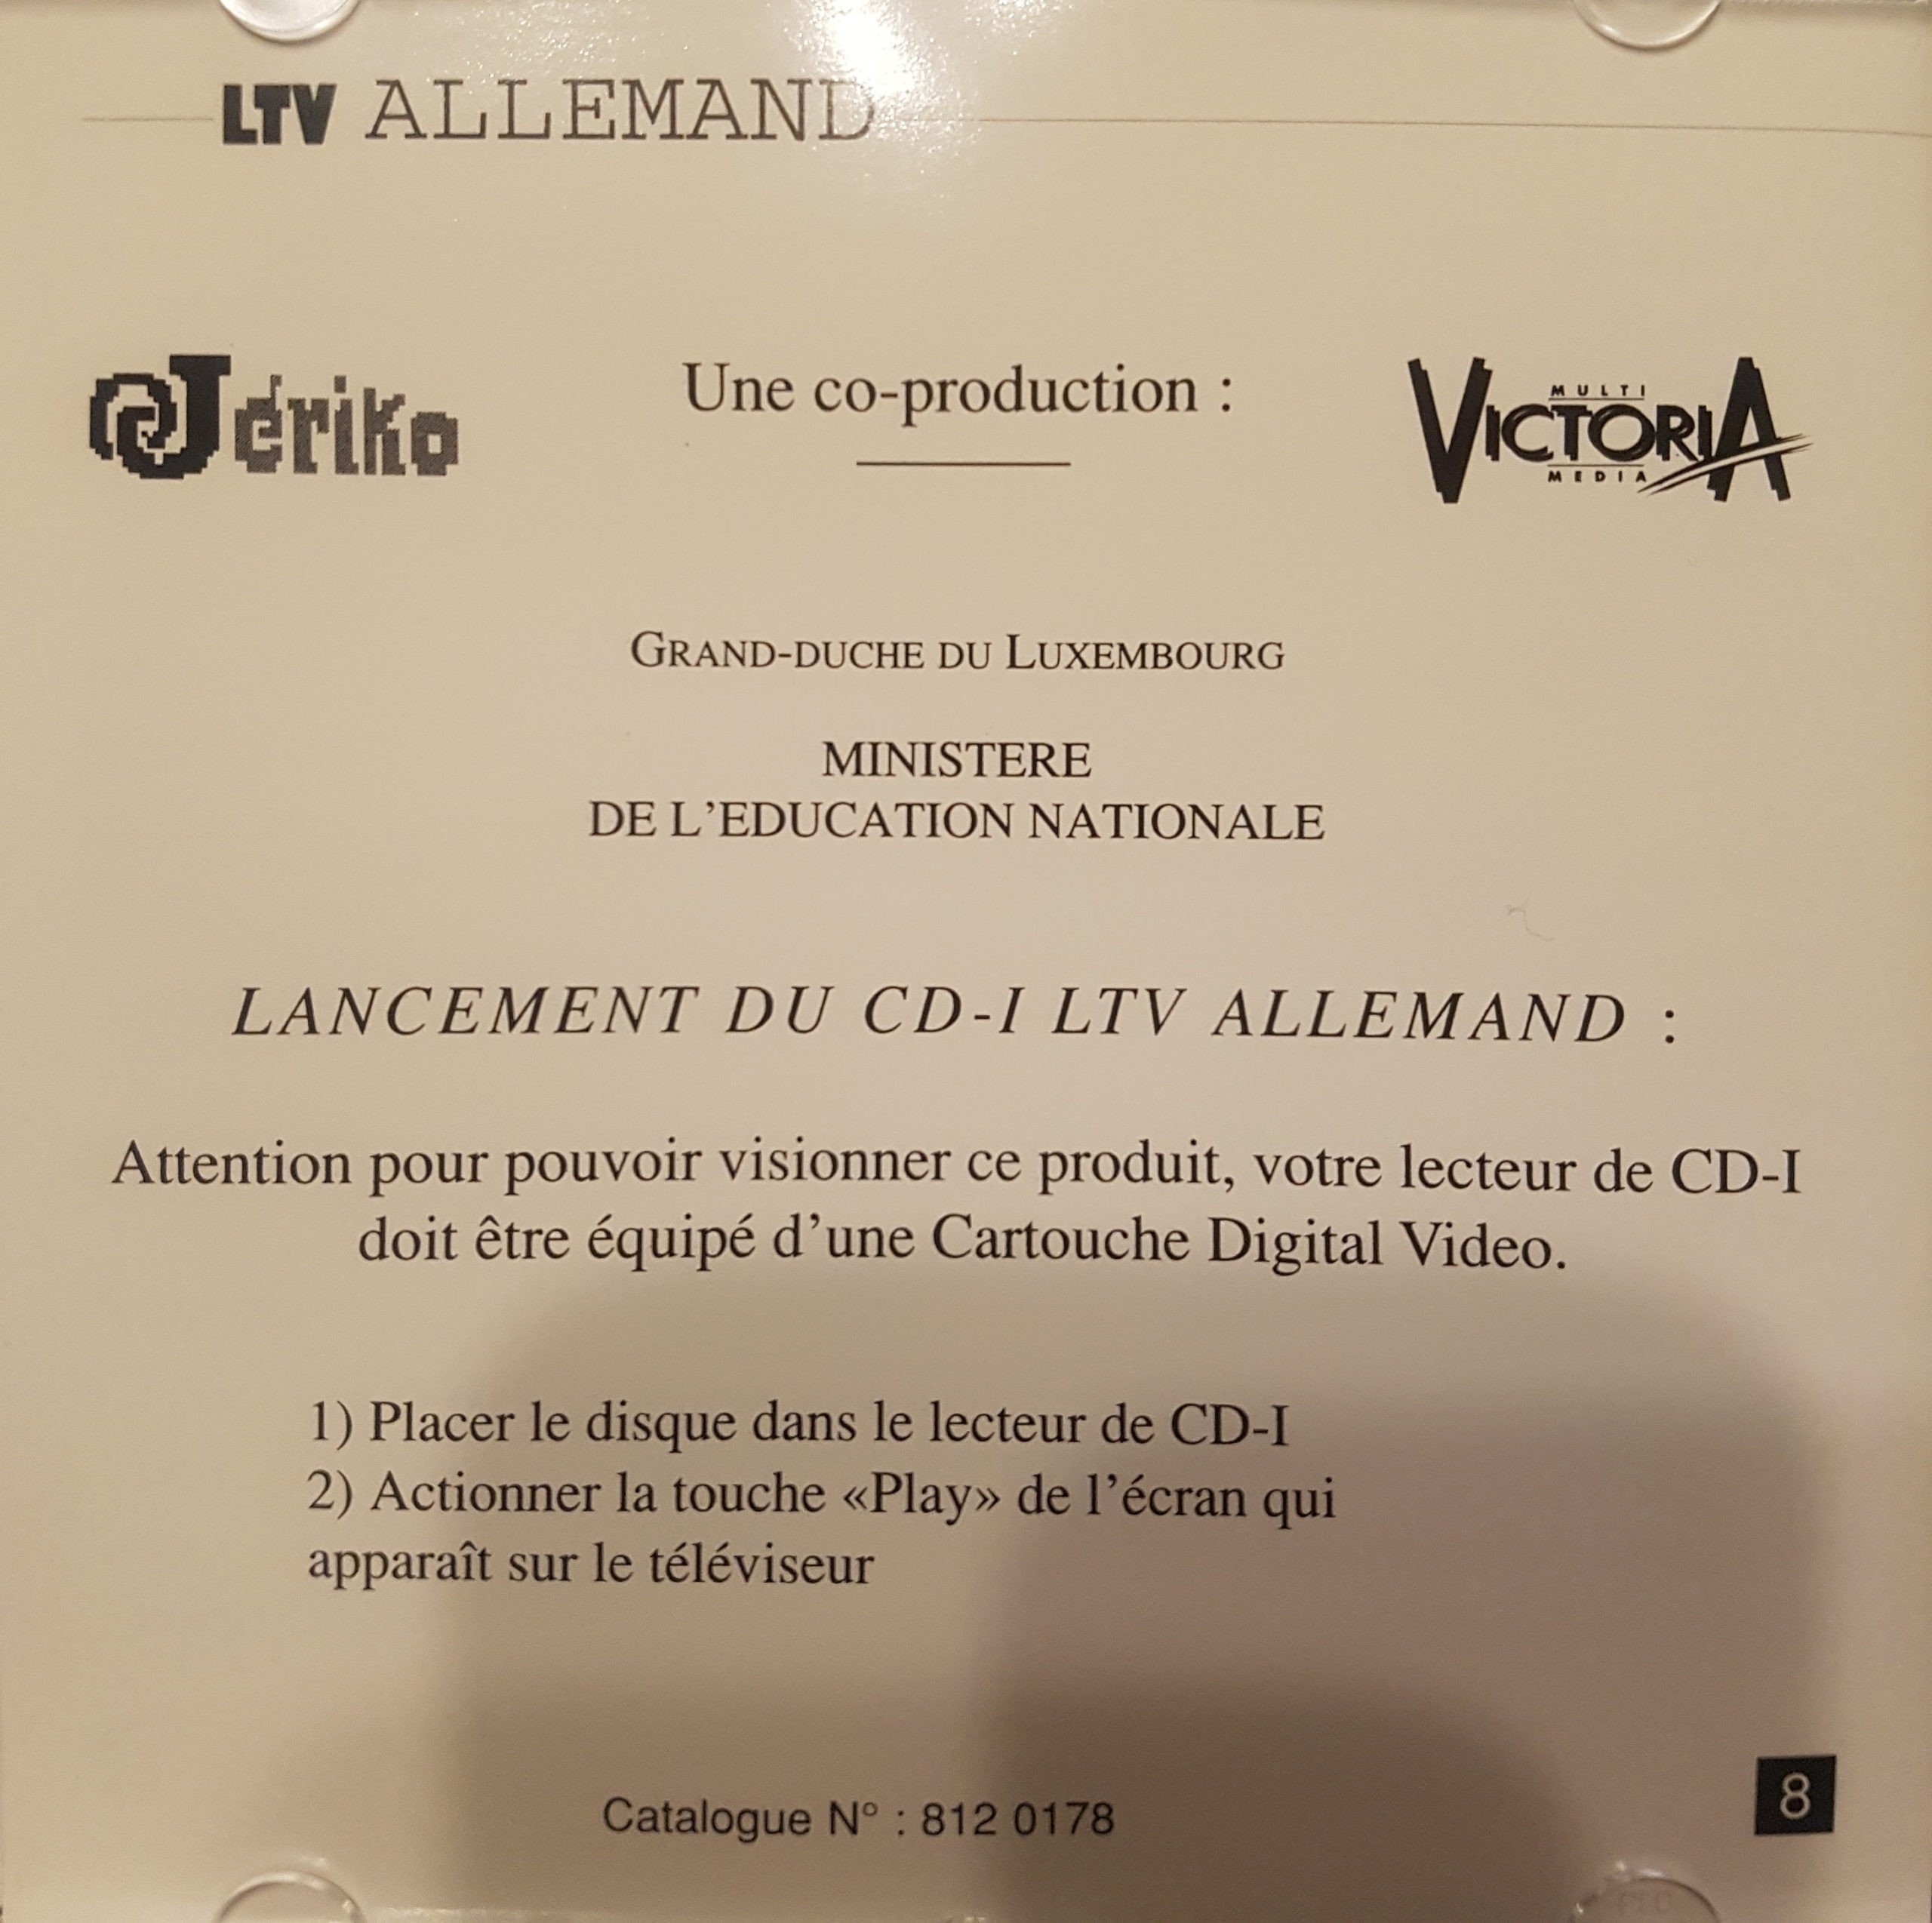 LTV ALLEMAND
Jériko
Une co-production :
MULTI
VICTORIA
MEDIA
GRAND-DUCHE DU LUXEMBOURG
MINISTERE
DE L'EDUCATION NATIONALE
LANCEMENT DU CD-I LTV ALLEMAND :
Attention pour pouvoir visionner ce produit, votre lecteur de CD-I
doit être équipé d'une Cartouche Digital Video.
1) Placer le disque dans le lecteur de CD-I
2) Actionner la touche «Play» de l'écran qui
apparaît sur le téléviseur
Catalogue N° : 812 0178
8